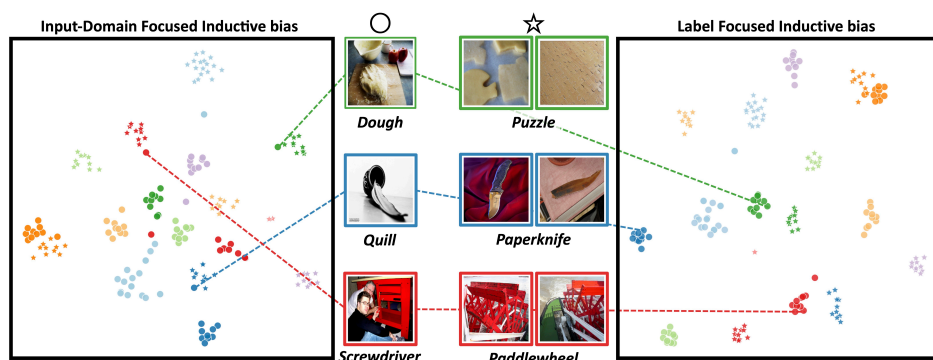 Input-Domain Focused Inductive bias
Label Focused Inductive bias
Dough
Puzzle
Quill
Paperknife
Screwdriver
Paddlewheel